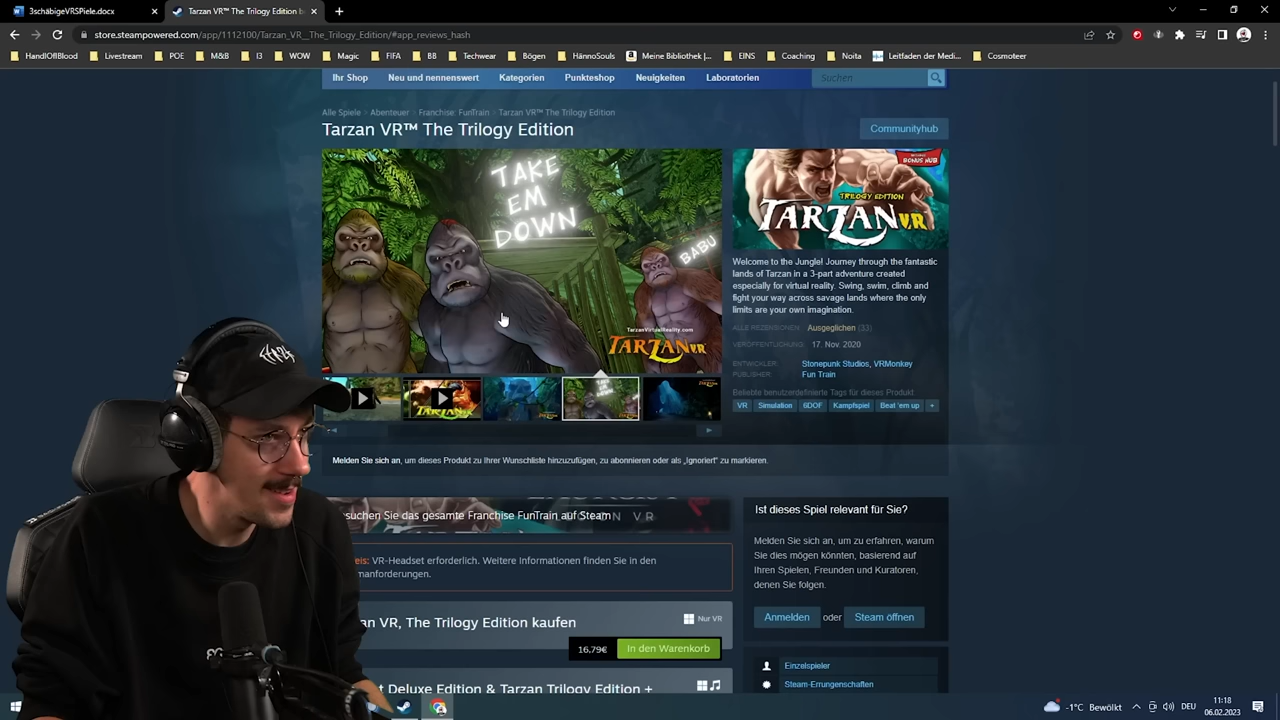 3schäbigeVRSpiele.docx
Tarzan VR™ The Trilogy Edition b
store.steampowered.com/app/1112100/Tarzan_VR__The_Trilogy_Edition/#app_reviews_hash
HandIOfBlood Livestream POE M&B I3 WOW Magic FIFA BB Techwear Bögen HännoSouls Meine Bibliothek |... EINS Coaching Noita Leitfaden der Medi... Cosmoteer
Ihr Shop Neu und nennenswert Kategorien Punkteshop Neuigkeiten Laboratorien Suchen
Alle Spiele > Abenteuer > Franchise: FunTrain > Tarzan VR™ The Trilogy Edition
Tarzan VR™ The Trilogy Edition
Communityhub
TAKE
EM
DOWN
BABU
TarzanVirtualReality.com
TARZAN VR
BONUS HUB
TRILOGY EDITION
TARZAN VR
Welcome to the Jungle! Journey through the fantastic
lands of Tarzan in a 3-part adventure created
especially for virtual reality. Swing, swim, climb and
fight your way across savage lands where the only
limits are your own imagination.
ALLE REZENSIONEN: Ausgeglichen (33)
VERÖFFENTLICHUNG: 17. Nov. 2020
ENTWICKLER: Stonepunk Studios, VRMonkey
PUBLISHER: Fun Train
Beliebte benutzerdefinierte Tags für dieses Produkt:
VR Simulation 6DOF Kampfspiel Beat 'em up +
Melden Sie sich an, um dieses Produkt zu Ihrer Wunschliste hinzuzufügen, zu abonnieren oder als „Ignoriert" zu markieren.
suchen Sie das gesamte Franchise FunTrain auf Steam
eis: VR-Headset erforderlich. Weitere Informationen finden Sie in den
manforderungen.
an VR, The Trilogy Edition kaufen
Nur VR
16,79€ In den Warenkorb
t Deluxe Edition & Tarzan Trilogy Edition +
Ist dieses Spiel relevant für Sie?
Melden Sie sich an, um zu erfahren, warum
Sie dies mögen könnten, basierend auf
Ihren Spielen, Freunden und Kuratoren,
denen Sie folgen.
Anmelden oder Steam öffnen
Einzelspieler
Steam-Errungenschaften
-1°C Bewölkt DEU 11:18
06.02.2023